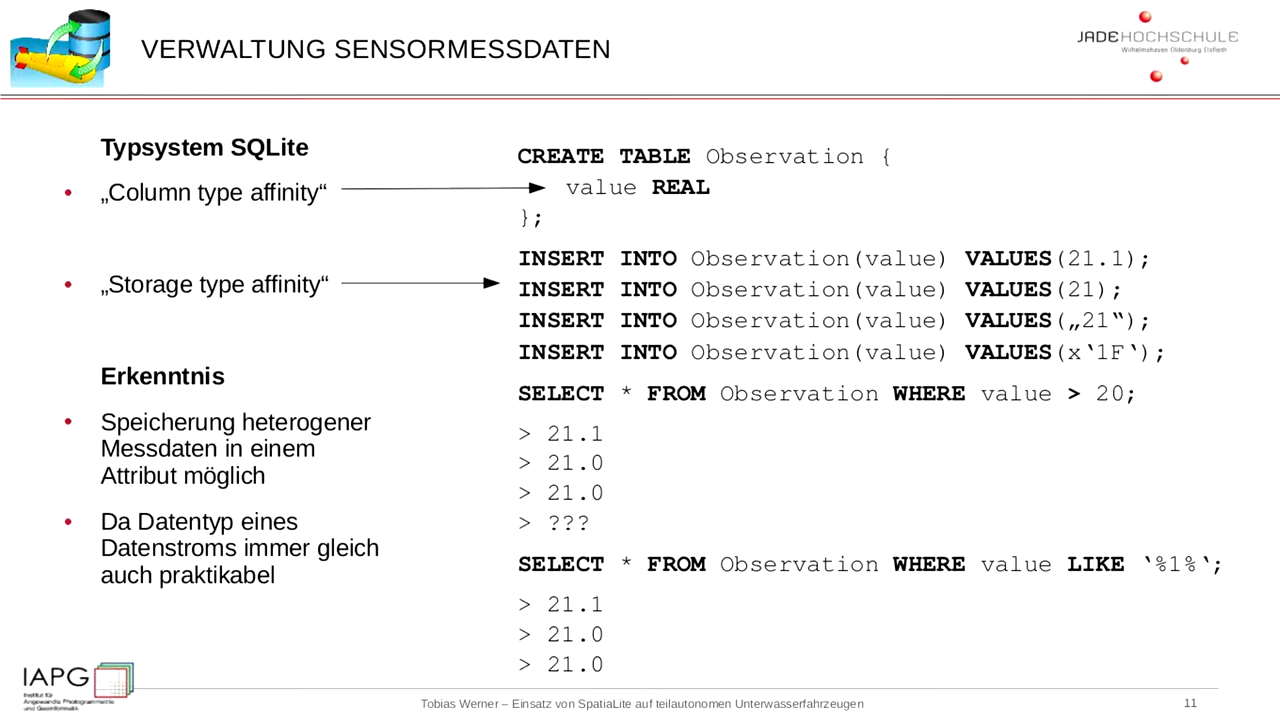 VERWALTUNG SENSORMESSDATEN
JADEHOCHSCHULE
Wilhelmshaven Oldenburg Elsfleth
Typsystem SQLite
• „Column type affinity“
• „Storage type affinity“
Erkenntnis
• Speicherung heterogener
Messdaten in einem
Attribut möglich
• Da Datentyp eines
Datenstroms immer gleich
auch praktikabel
CREATE TABLE Observation {
value REAL
};
INSERT INTO Observation(value) VALUES(21.1);
INSERT INTO Observation(value) VALUES(21);
INSERT INTO Observation(value) VALUES(„21‟);
INSERT INTO Observation(value) VALUES(x‛1F‛);
SELECT * FROM Observation WHERE value > 20;
> 21.1
> 21.0
> 21.0
> ???
SELECT * FROM Observation WHERE value LIKE ‛%1%‛;
> 21.1
> 21.0
> 21.0
IAPG
Institut für
Angewandte Photogrammetrie
und Geoinformatik
Tobias Werner – Einsatz von SpatiaLite auf teilautonomen Unterwasserfahrzeugen
11